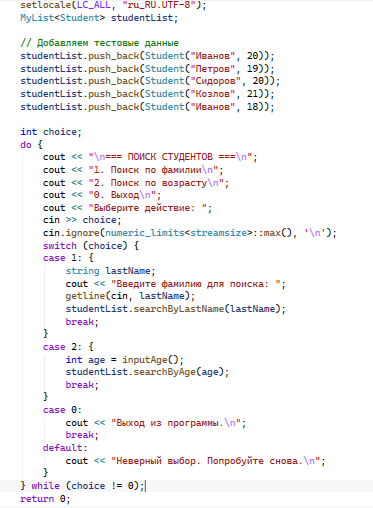 setlocale(LC_ALL, "ru_RU.UTF-8");
MyList<Student> studentList;
// Добавляем тестовые данные
studentList.push_back(Student("Иванов", 20));
studentList.push_back(Student("Петров", 19));
studentList.push_back(Student("Сидоров", 20));
studentList.push_back(Student("Козлов", 21));
studentList.push_back(Student("Иванов", 18));
int choice;
do {
cout << "\n=== ПОИСК СТУДЕНТОВ ===\n";
cout << "1. Поиск по фамилии\n";
cout << "2. Поиск по возрасту\n";
cout << "0. Выход\n";
cout << "Выберите действие: ";
cin >> choice;
cin.ignore(numeric_limits<streamsize>::max(), '\n');
switch (choice) {
case 1: {
string lastName;
cout << "Введите фамилию для поиска: ";
getline(cin, lastName);
studentList.searchByLastName(lastName);
break;
}
case 2: {
int age = inputAge();
studentList.searchByAge(age);
break;
}
case 0:
cout << "Выход из программы.\n";
break;
default:
cout << "Неверный выбор. Попробуйте снова.\n";
}
} while (choice != 0);
return 0;